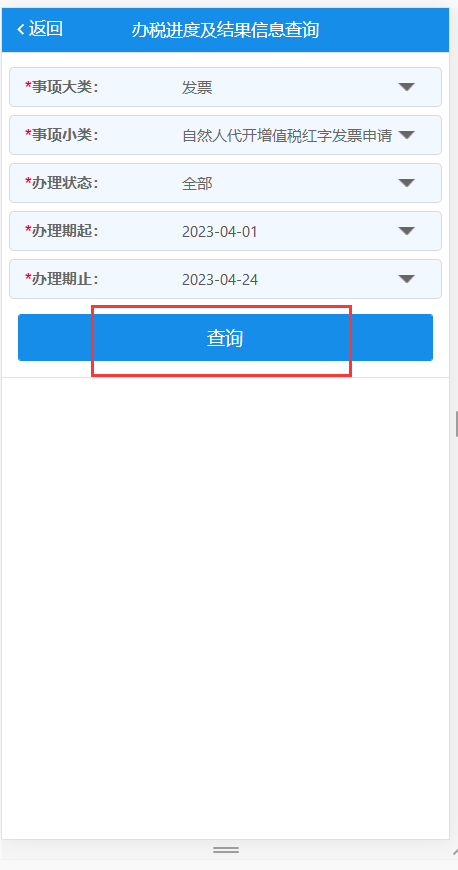 返回 办税进度及结果信息查询
*事项大类： 发票
*事项小类： 自然人代开增值税红字发票申请
*办理状态： 全部
*办理期起： 2023-04-01
*办理期止： 2023-04-24
查询